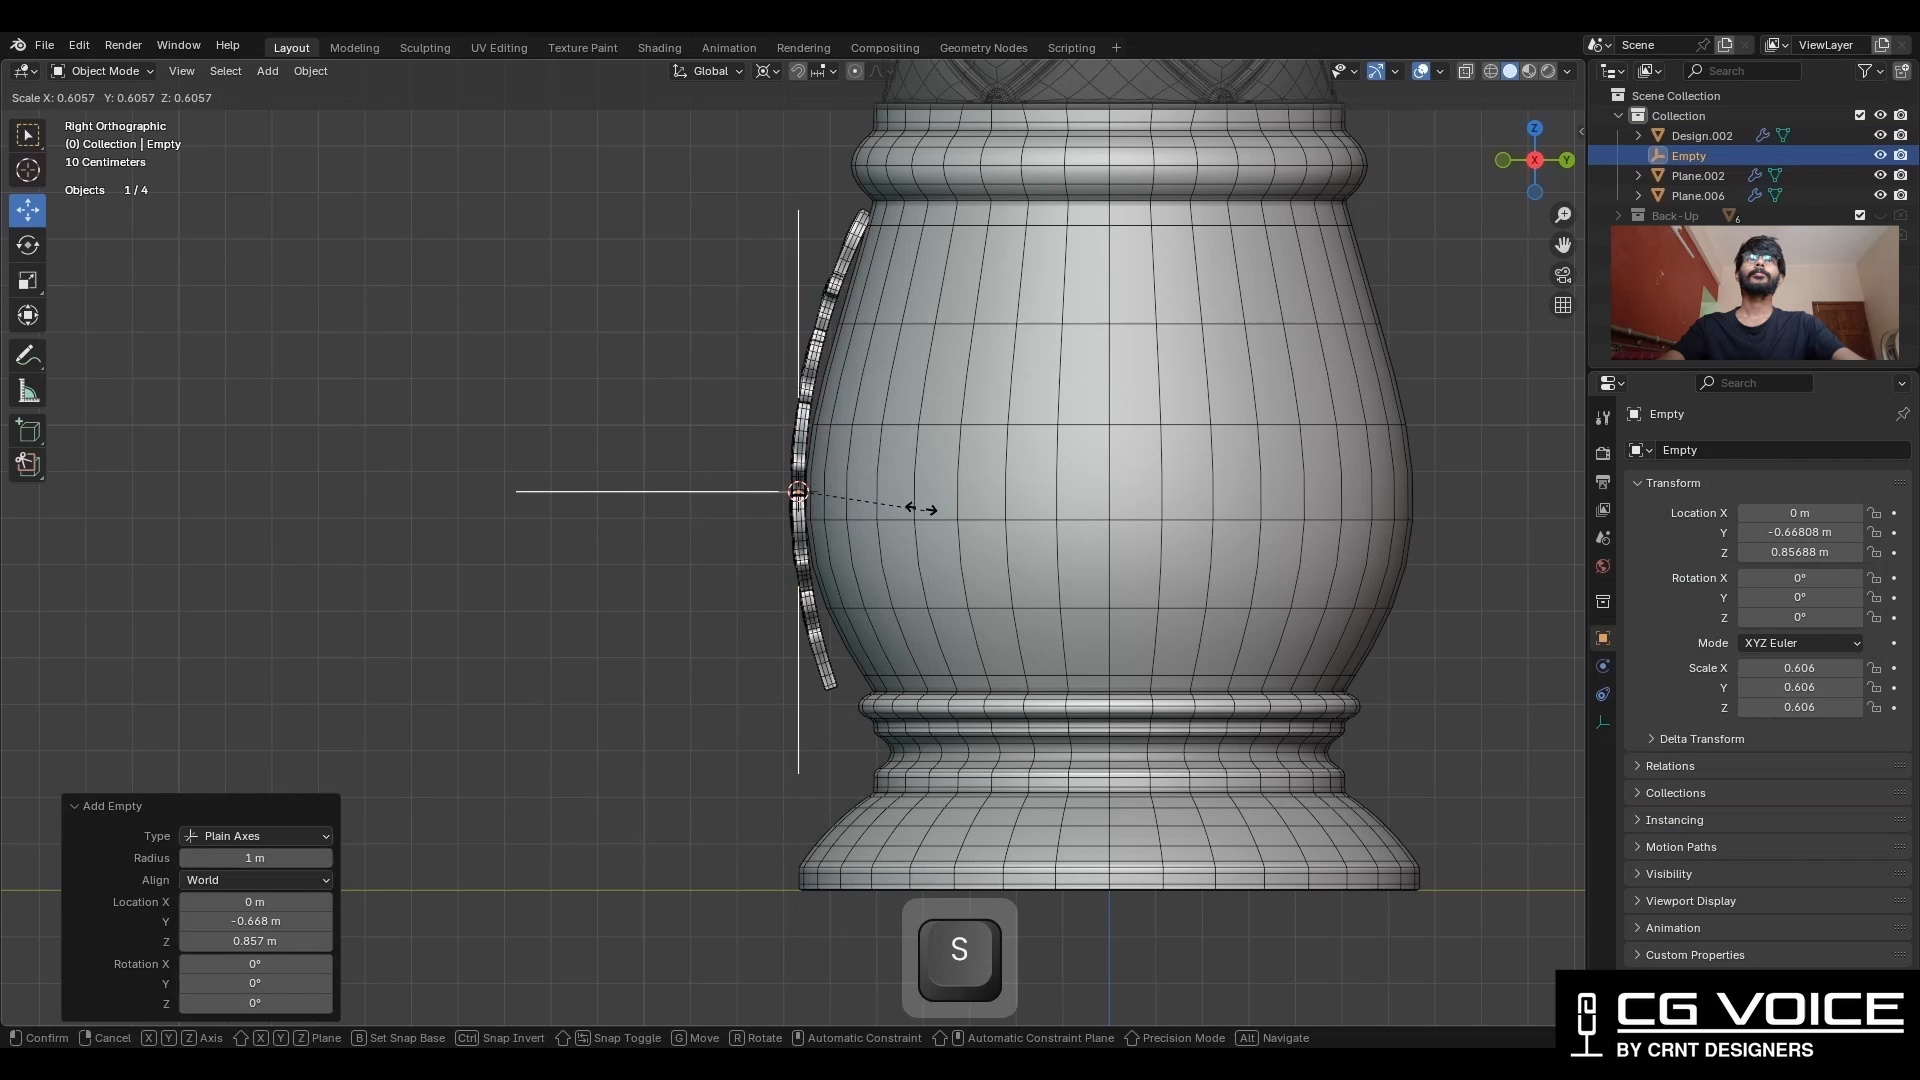 File Edit Render Window Help Layout Modeling Sculpting UV Editing Texture Paint Shading Animation Rendering Compositing Geometry Nodes Scripting + Scene ViewLayer
Object Mode View Select Add Object Global Search
Scale X: 0.6057 Y: 0.6057 Z: 0.6057
Right Orthographic
(0) Collection | Empty
10 Centimeters
Objects 1 / 4
Z
X
Y
Scene Collection
Collection
Design.002
Empty
Plane.002
Plane.006
Back-Up 6
Search
Empty
Empty
Transform
Location X 0 m
Y -0.66808 m
Z 0.85688 m
Rotation X 0°
Y 0°
Z 0°
Mode XYZ Euler
Scale X 0.606
Y 0.606
Z 0.606
Delta Transform
Relations
Collections
Instancing
Motion Paths
Visibility
Viewport Display
Animation
Custom Properties
Add Empty
Type Plain Axes
Radius 1 m
Align World
Location X 0 m
Y -0.668 m
Z 0.857 m
Rotation X 0°
Y 0°
Z 0°
S
Confirm Cancel X Y Z Axis X Y Z Plane B Set Snap Base Ctrl Snap Invert Snap Toggle G Move R Rotate Automatic Constraint Automatic Constraint Plane Precision Mode Alt Navigate
CG VOICE
BY CRNT DESIGNERS